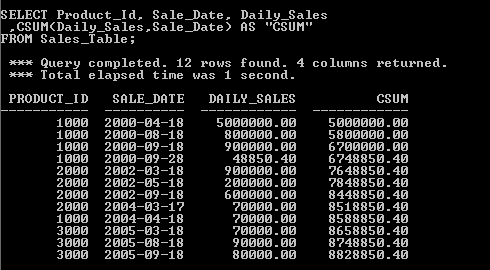 SELECT Product_Id, Sale_Date, Daily_Sales
,CSUM(Daily_Sales,Sale_Date) AS "CSUM"
FROM Sales_Table;
*** Query completed. 12 rows found. 4 columns returned.
*** Total elapsed time was 1 second.
PRODUCT_ID SALE_DATE DAILY_SALES CSUM
----------- ---------- ------------ ------------
1000 2000-04-18 5000000.00 5000000.00
1000 2000-08-18 800000.00 5800000.00
1000 2000-09-18 900000.00 6700000.00
1000 2000-09-28 48850.40 6748850.40
2000 2002-03-18 900000.00 7648850.40
2000 2002-05-18 200000.00 7848850.40
2000 2002-09-18 600000.00 8448850.40
2000 2004-03-17 70000.00 8518850.40
1000 2004-04-18 70000.00 8588850.40
3000 2005-03-18 70000.00 8658850.40
3000 2005-08-18 90000.00 8748850.40
3000 2005-09-18 80000.00 8828850.40